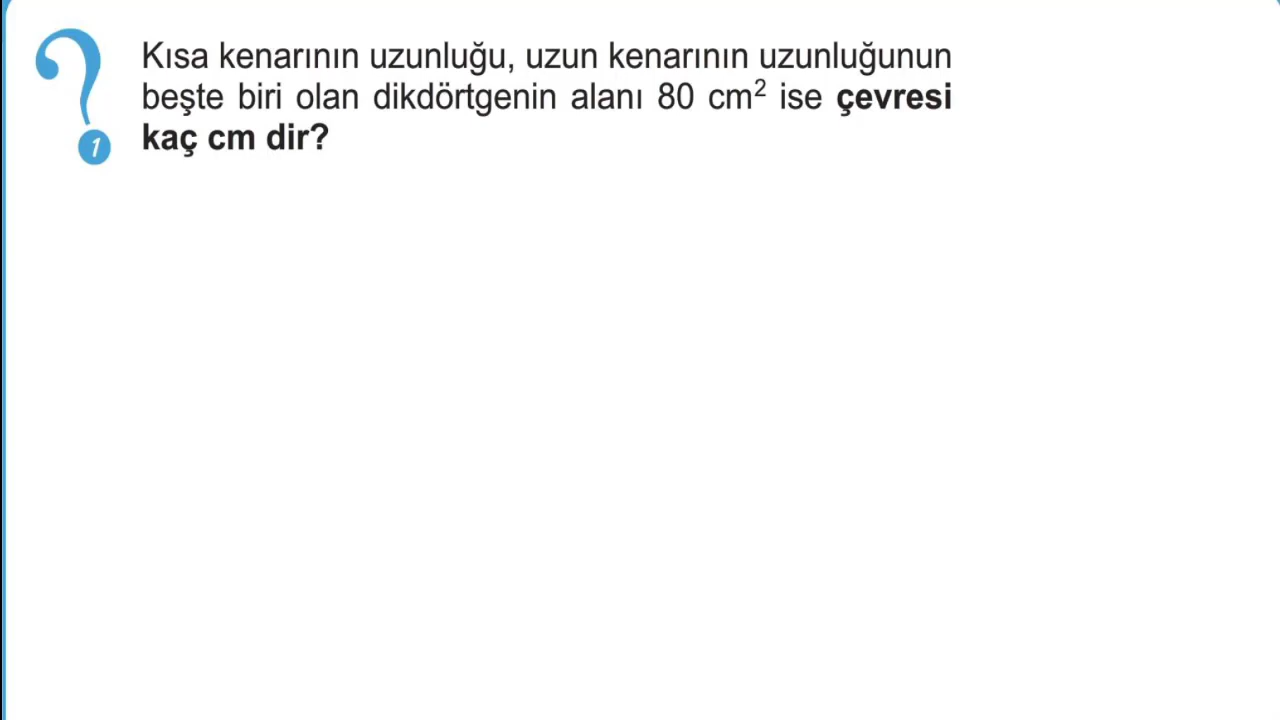 Kısa kenarının uzunluğu, uzun kenarının uzunluğunun
beşte biri olan dikdörtgenin alanı 80 cm² ise çevresi
kaç cm dir?
1